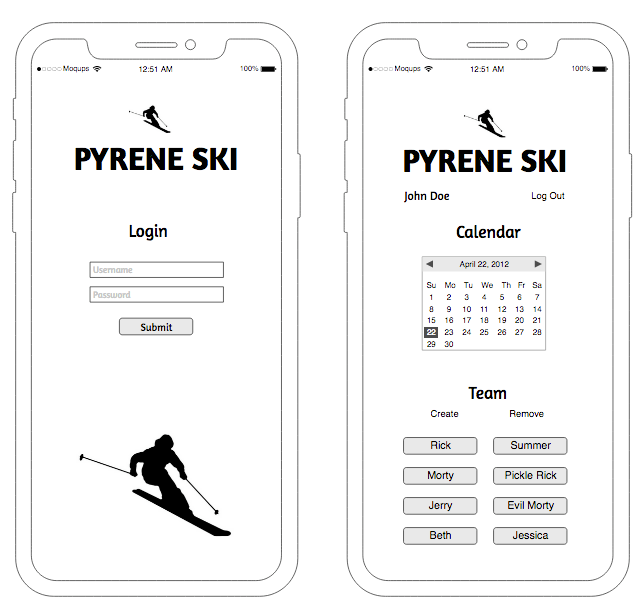 Moqups 12:51 AM 100%
PYRENE SKI
Login
Username
Password
Submit
Moqups 12:51 AM 100%
PYRENE SKI
John Doe Log Out
Calendar
April 22, 2012
Su Mo Tu We Th Fr Sa
1 2 3 4 5 6 7
8 9 10 11 12 13 14
15 16 17 18 19 20 21
22 23 24 25 26 27 28
29 30
Team
Create Remove
Rick Summer
Morty Pickle Rick
Jerry Evil Morty
Beth Jessica